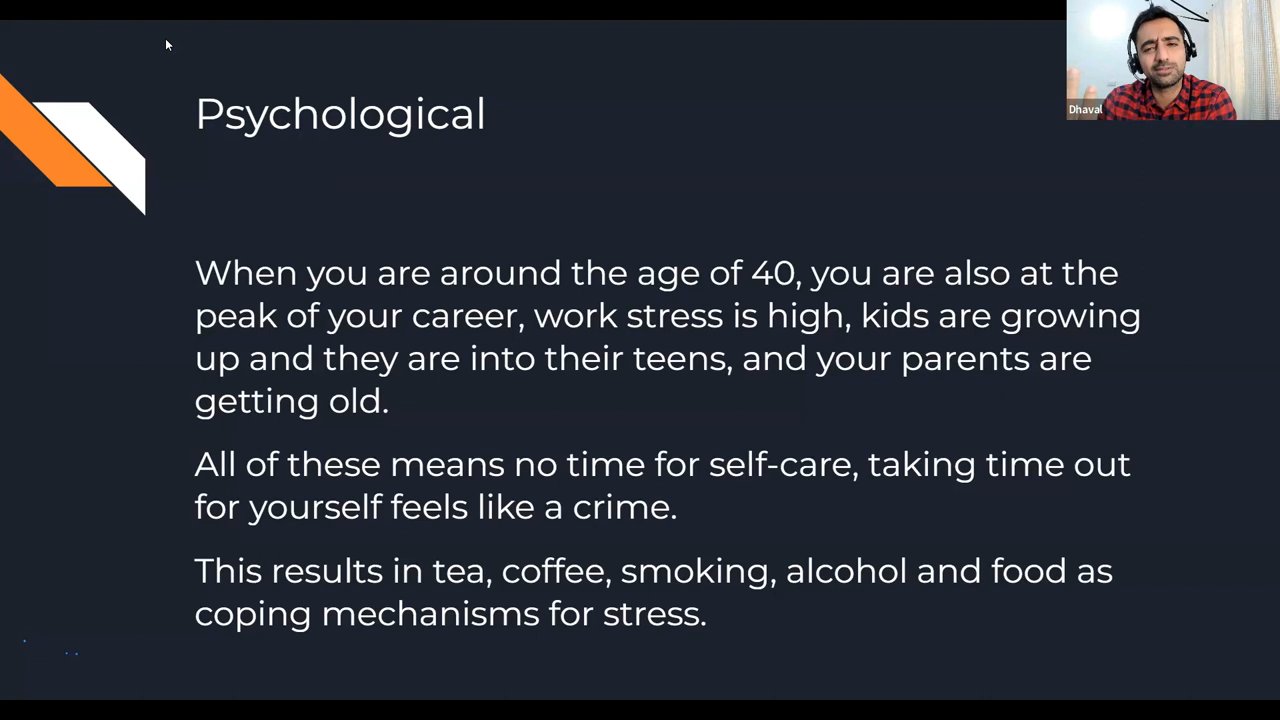 Psychological
Dhaval
When you are around the age of 40, you are also at the
peak of your career, work stress is high, kids are growing
up and they are into their teens, and your parents are
getting old.
All of these means no time for self-care, taking time out
for yourself feels like a crime.
This results in tea, coffee, smoking, alcohol and food as
coping mechanisms for stress.